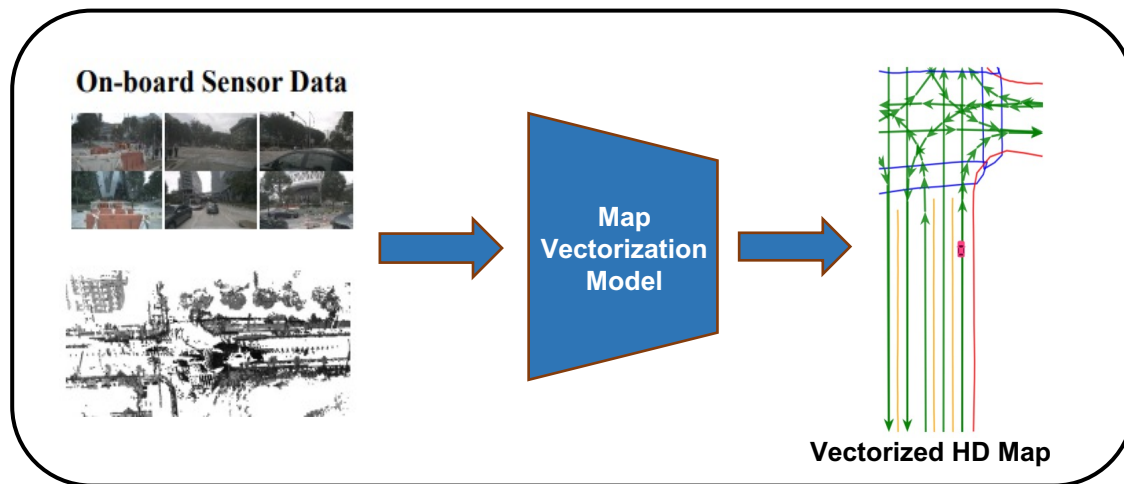 On-board Sensor Data
Map
Vectorization
Model
Vectorized HD Map